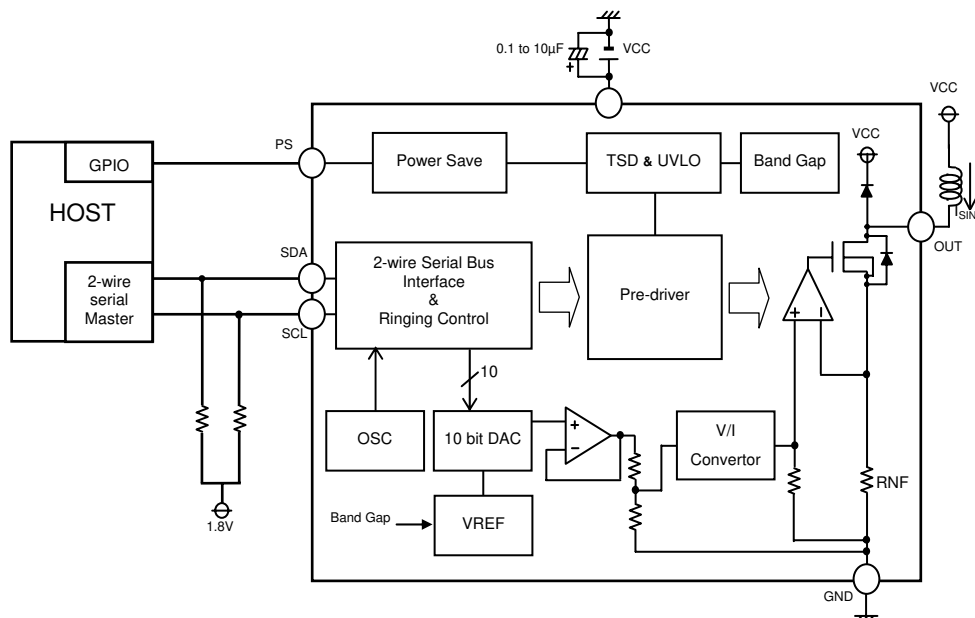 0.1 to 10µF
+
VCC
VCC
GPIO
HOST
2-wire
serial
Master
PS
SDA
SCL
Power Save
TSD & UVLO
Band Gap
VCC
ISINK
OUT
2-wire Serial Bus
Interface
&
Ringing Control
Pre-driver
+
−
10
OSC
10 bit DAC
+
−
V/I
Convertor
RNF
1.8V
Band Gap
VREF
GND